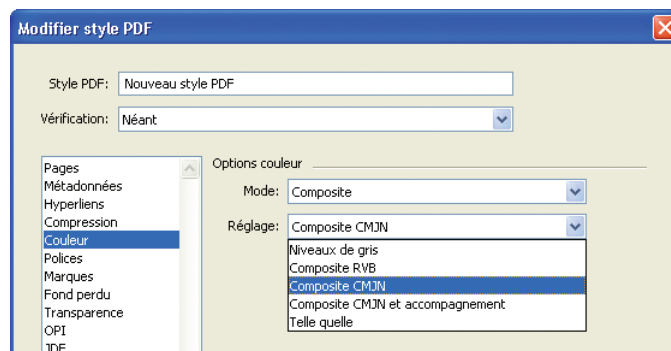 Modifier style PDF
Style PDF: Nouveau style PDF
Vérification: Néant
Pages
Métadonnées
Hyperliens
Compression
Couleur
Polices
Marques
Fond perdu
Transparence
OPI
JDF
Options couleur
Mode: Composite
Réglage: Composite CMJN
Niveaux de gris
Composite RVB
Composite CMJN
Composite CMJN et accompagnement
Telle quelle